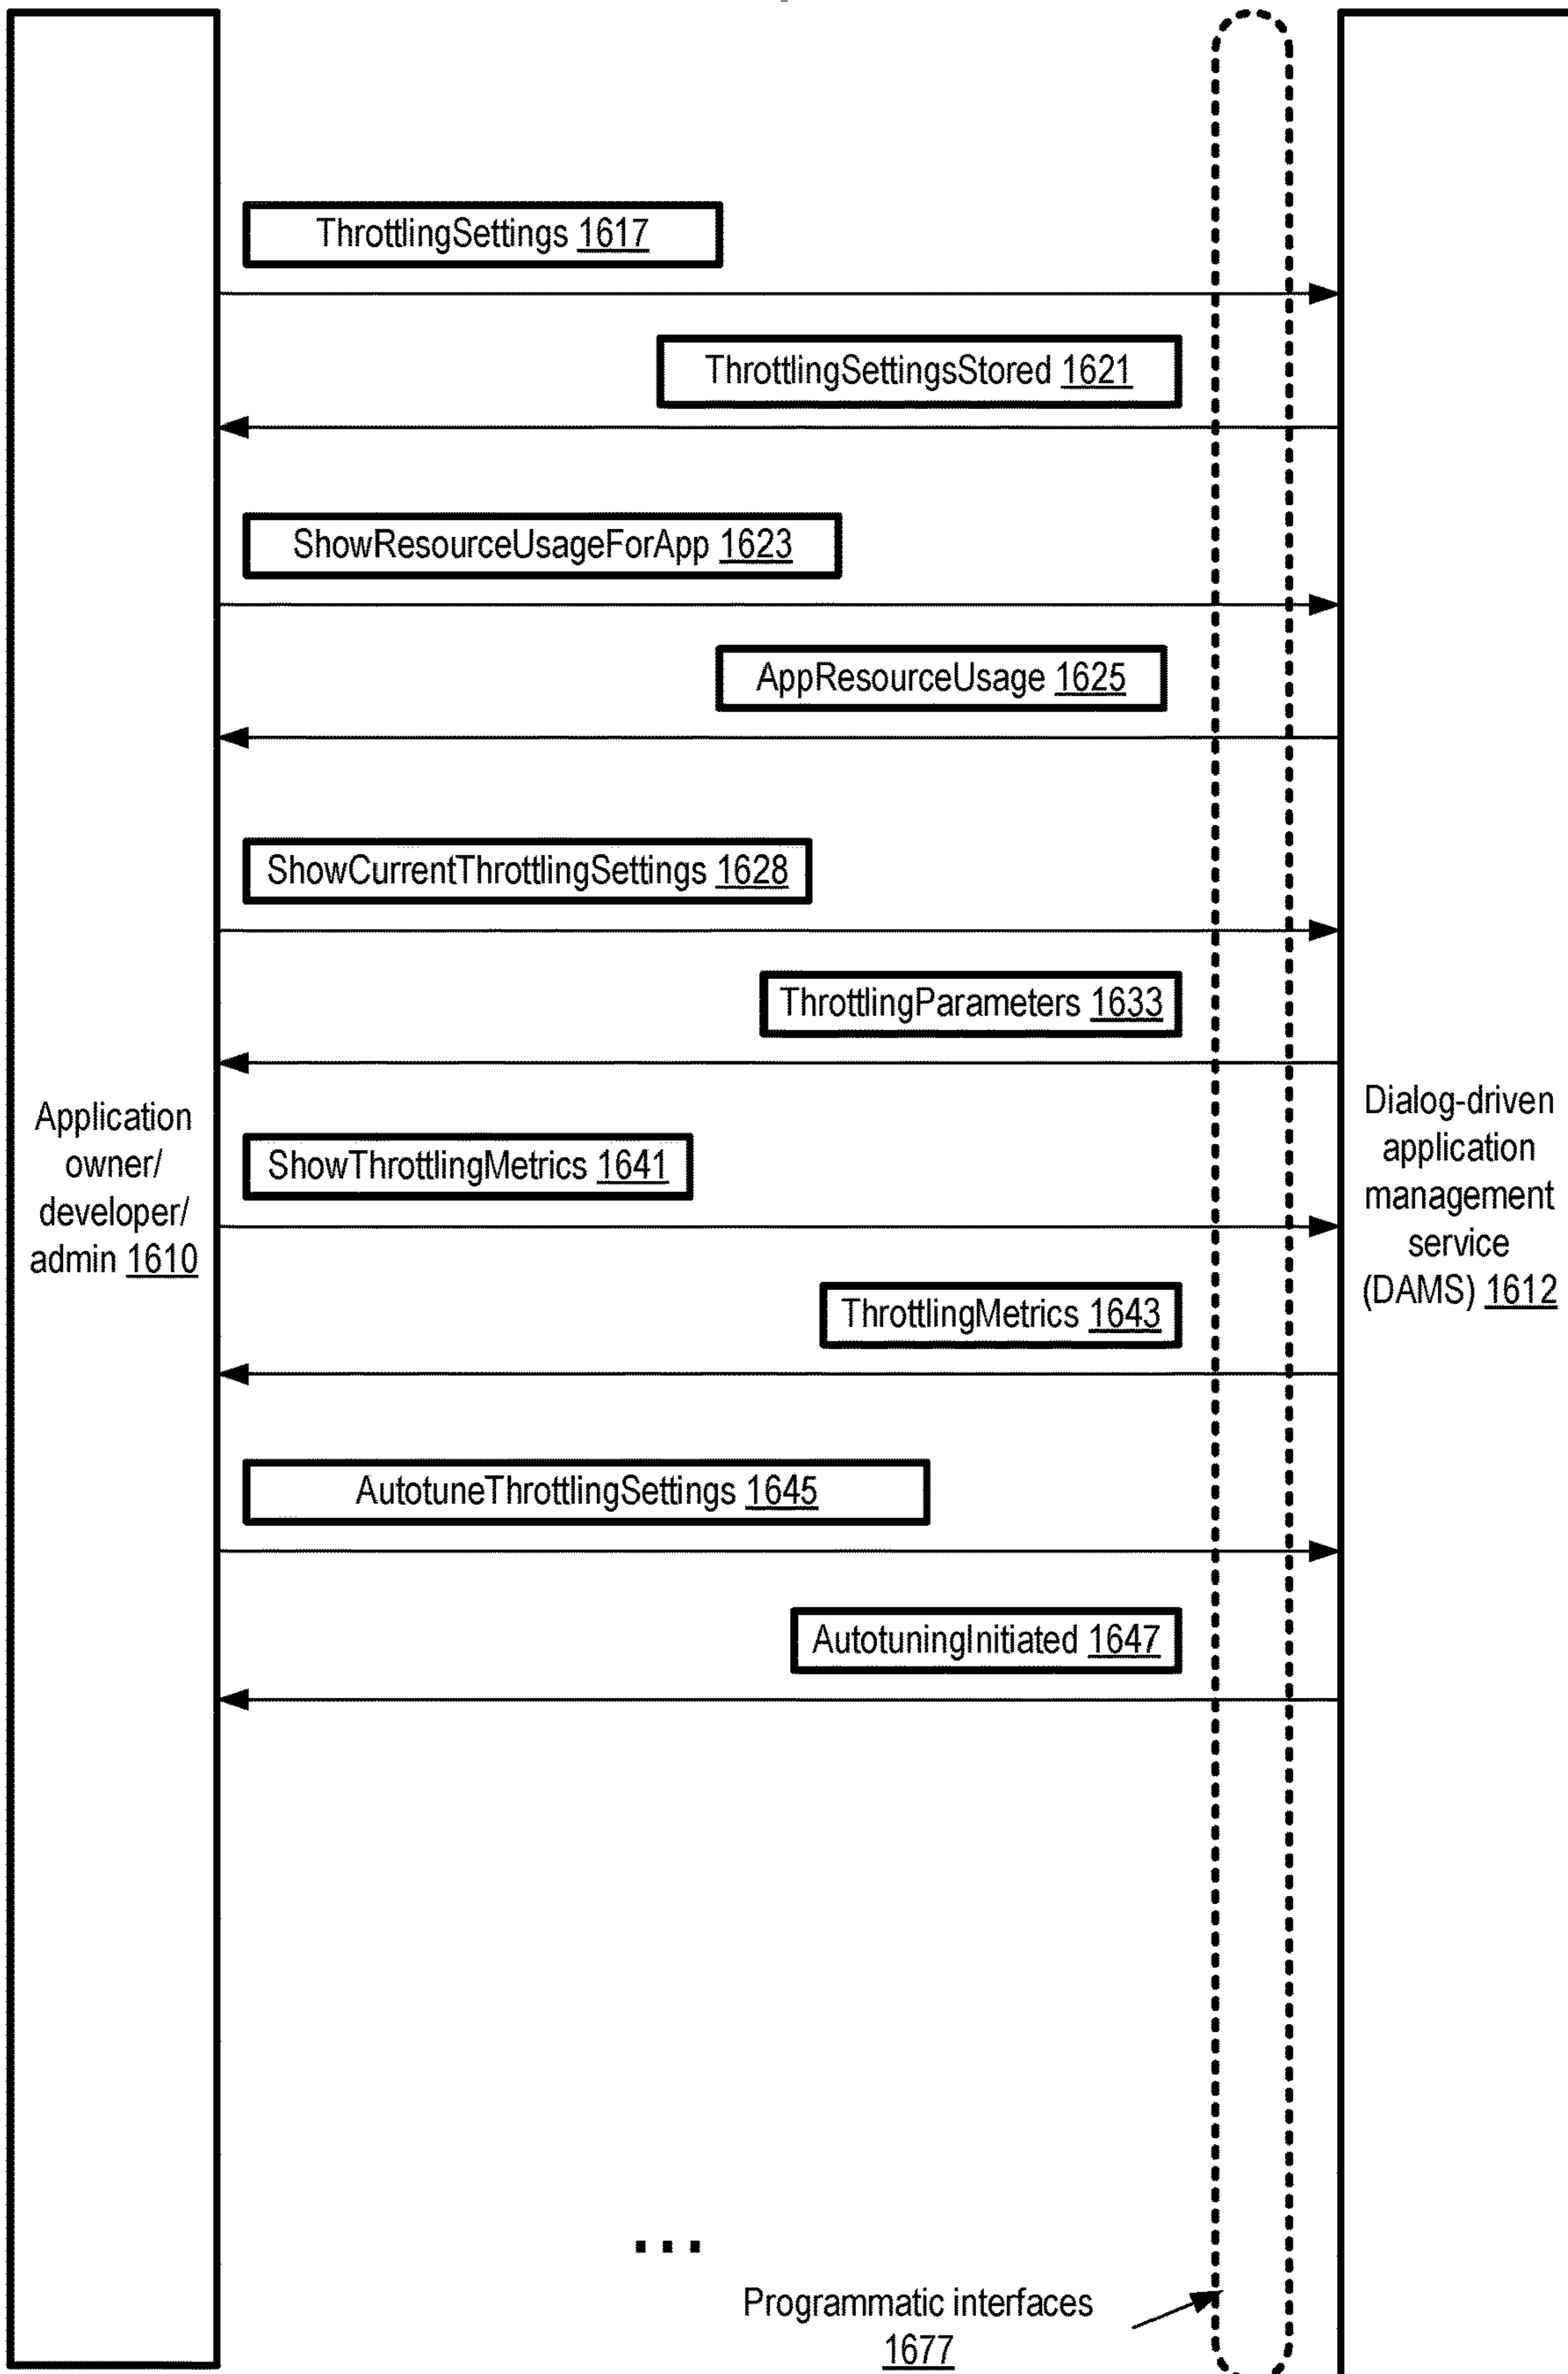 ThrottlingSettings 1617
ThrottlingSettingsStored 1621
ShowResourceUsageForApp 1623
AppResourceUsage 1625
ShowCurrentThrottlingSettings 1628
ThrottlingParameters 1633
Application
owner/
developer/
admin 1610
ShowThrottlingMetrics 1641
Dialog-driven
application
management
service
(DAMS) 1612
ThrottlingMetrics 1643
AutotuneThrottlingSettings 1645
AutotuningInitiated 1647
...
Programmatic interfaces
1677